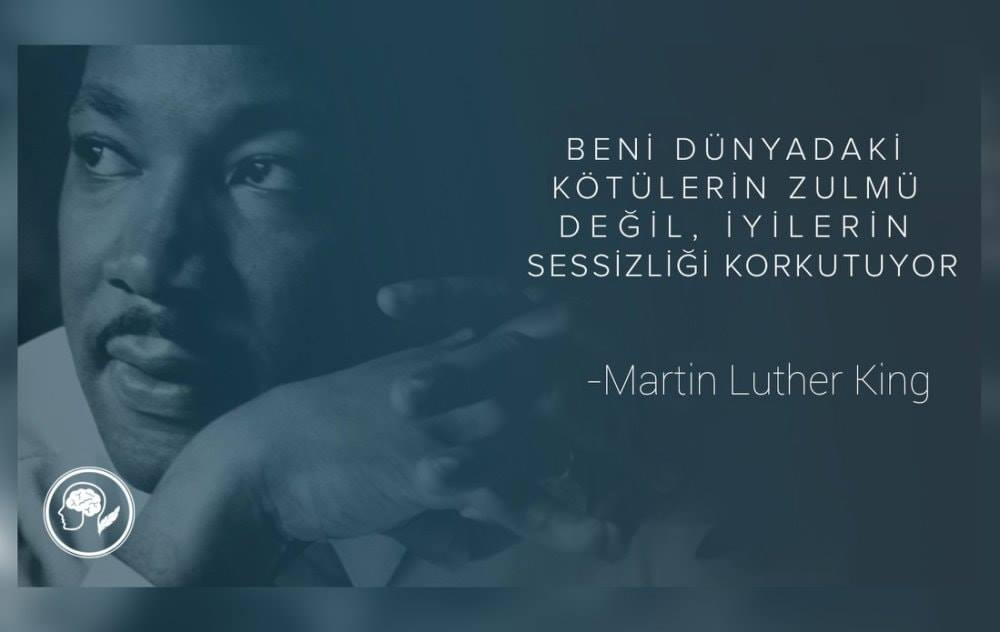 BENİ DÜNYADAKİ
KÖTÜLERİN ZULMÜ
DEĞİL, İYİLERİN
SESSİZLİĞİ KORKUTUYOR
-Martin Luther King